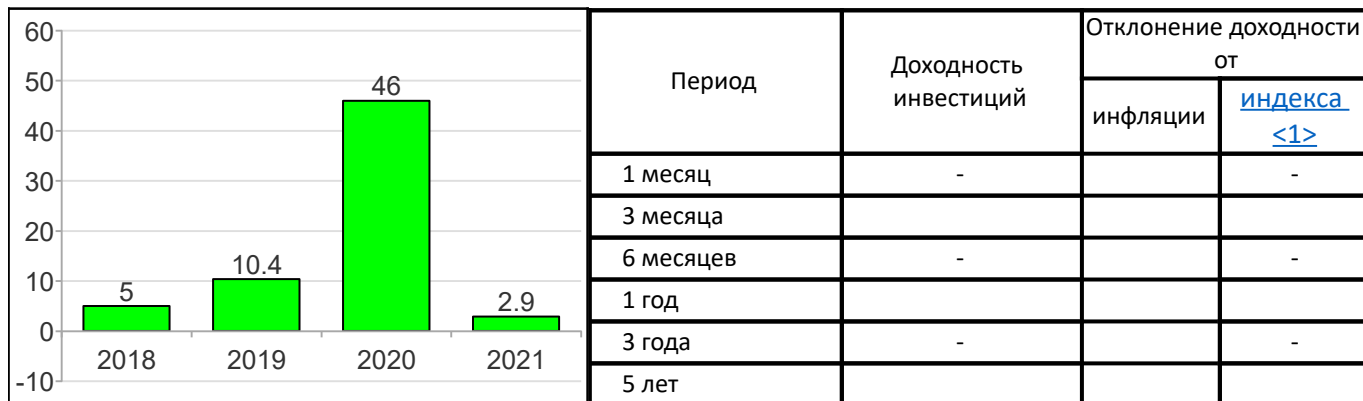 60
50
40
30
20
10
0
-10
5
10.4
46
2.9
2018 2019 2020 2021
Период
Доходность
инвестиций
Отклонение доходности
от
инфляции
индекса
<1>
1 месяц - -
3 месяца
6 месяцев - -
1 год
3 года - -
5 лет